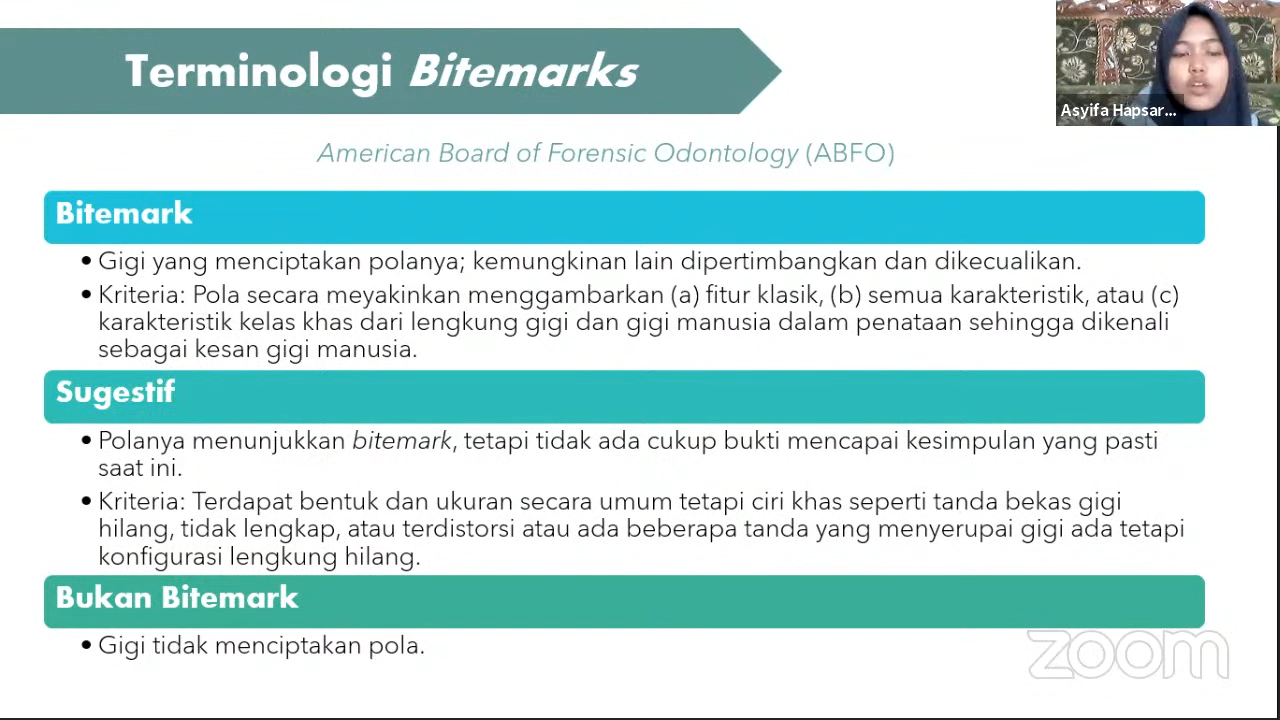 Terminologi Bitemarks
Asyifa Hapsar...
American Board of Forensic Odontology (ABFO)
Bitemark
• Gigi yang menciptakan polanya; kemungkinan lain dipertimbangkan dan dikecualikan.
• Kriteria: Pola secara meyakinkan menggambarkan (a) fitur klasik, (b) semua karakteristik, atau (c)
karakteristik kelas khas dari lengkung gigi dan gigi manusia dalam penataan sehingga dikenali
sebagai kesan gigi manusia.
Sugestif
• Polanya menunjukkan bitemark, tetapi tidak ada cukup bukti mencapai kesimpulan yang pasti
saat ini.
• Kriteria: Terdapat bentuk dan ukuran secara umum tetapi ciri khas seperti tanda bekas gigi
hilang, tidak lengkap, atau terdistorsi atau ada beberapa tanda yang menyerupai gigi ada tetapi
konfigurasi lengkung hilang.
Bukan Bitemark
• Gigi tidak menciptakan pola.
zoom